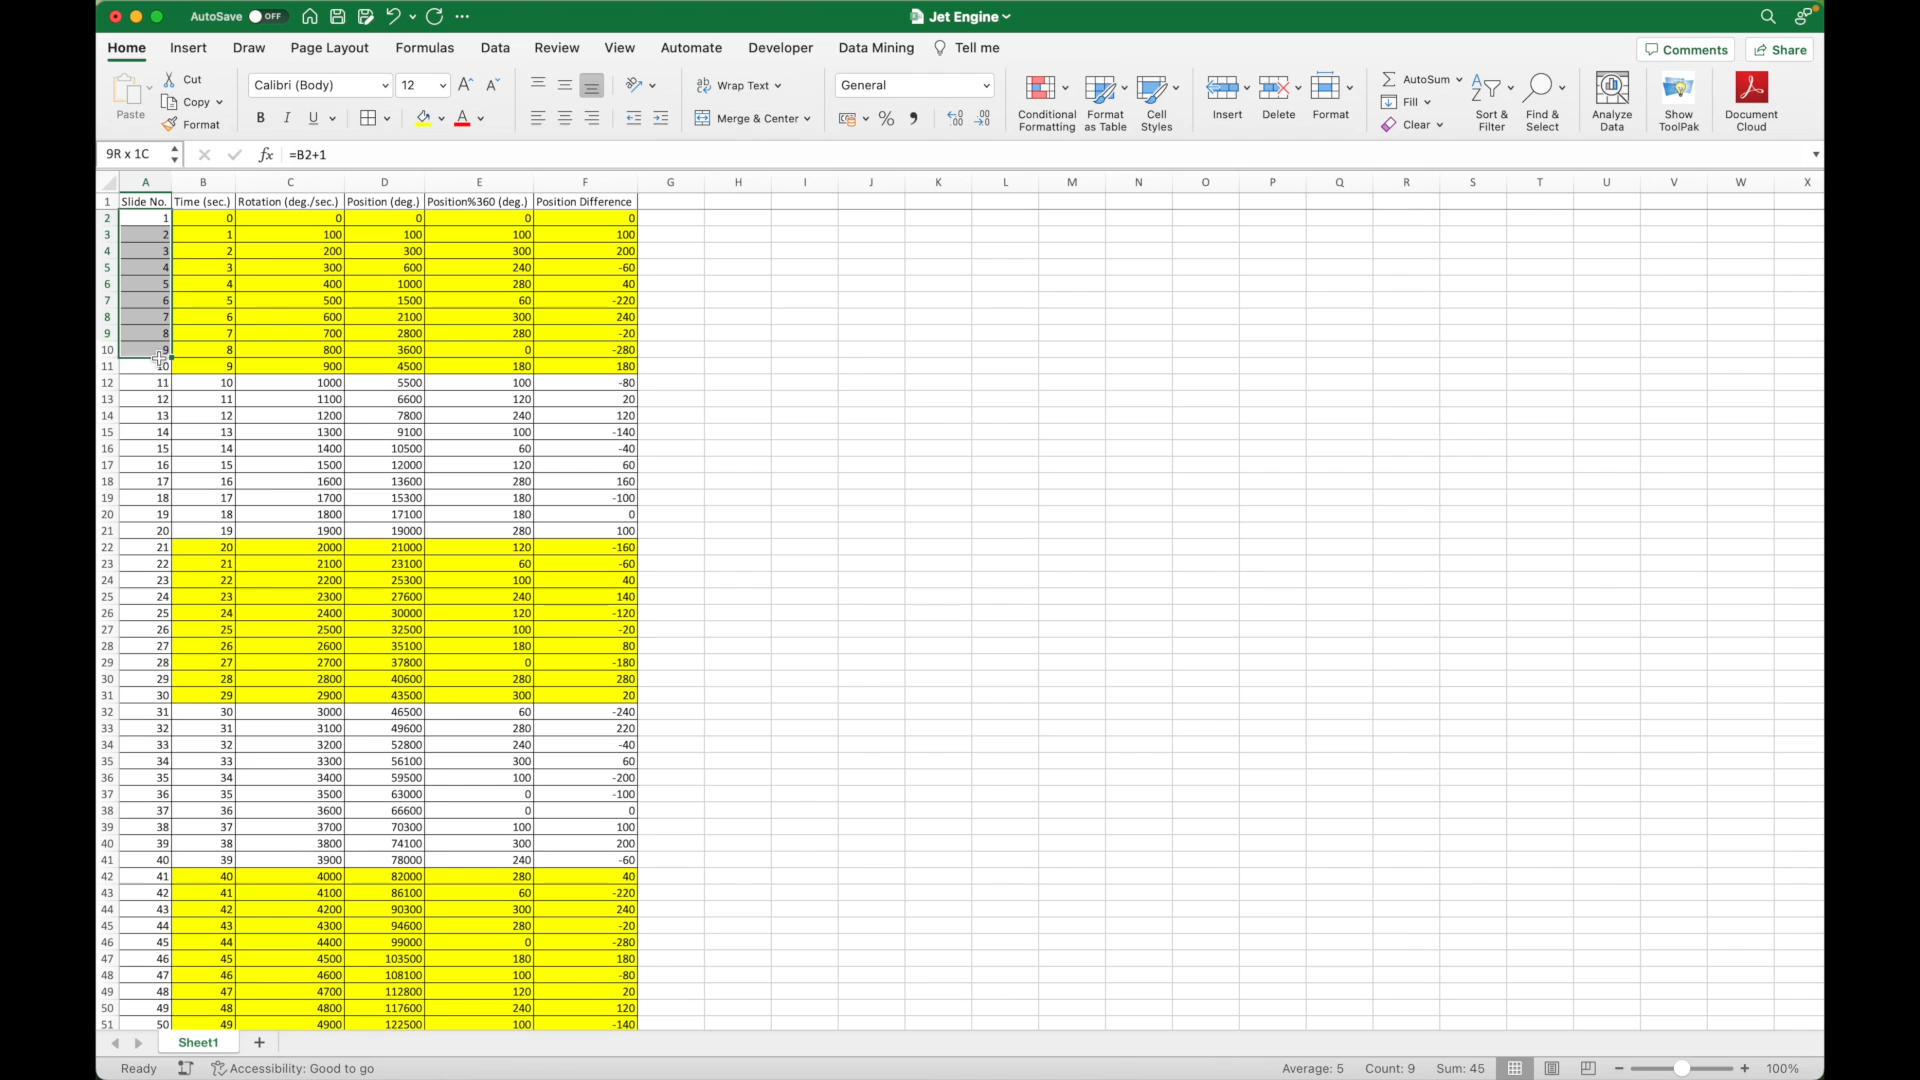 AutoSave OFF Jet Engine
Home Insert Draw Page Layout Formulas Data Review View Automate Developer Data Mining Tell me Comments Share
Paste Cut Copy Format Calibri (Body) 12 Wrap Text Merge & Center General Conditional Formatting Format as Table Cell Styles Insert Delete Format AutoSum Fill Clear Sort & Filter Find & Select Analyze Data Show ToolPak Document Cloud
9R x 1C fx =B2+1
A B C D E F G H I J K L M N O P Q R S T U V W X
1 Slide No. Time (sec.) Rotation (deg./sec.) Position (deg.) Position%360 (deg.) Position Difference
2 1 0 0 0 0 0
3 2 1 100 100 100 100
4 3 2 200 300 300 200
5 4 3 300 600 240 -60
6 5 4 400 1000 280 40
7 6 5 500 1500 60 -220
8 7 6 600 2100 300 240
9 8 7 700 2800 280 -20
10 9 8 800 3600 0 -280
11 10 9 900 4500 180 180
12 11 10 1000 5500 100 -80
13 12 11 1100 6600 120 20
14 13 12 1200 7800 240 120
15 14 13 1300 9100 100 -140
16 15 14 1400 10500 60 -40
17 16 15 1500 12000 120 60
18 17 16 1600 13600 280 160
19 18 17 1700 15300 180 -100
20 19 18 1800 17100 180 0
21 20 19 1900 19000 280 100
22 21 20 2000 21000 120 -160
23 22 21 2100 23100 60 -60
24 23 22 2200 25300 100 40
25 24 23 2300 27600 240 140
26 25 24 2400 30000 120 -120
27 26 25 2500 32500 100 -20
28 27 26 2600 35100 180 80
29 28 27 2700 37800 0 -180
30 29 28 2800 40600 280 280
31 30 29 2900 43500 300 20
32 31 30 3000 46500 60 -240
33 32 31 3100 49600 280 220
34 33 32 3200 52800 240 -40
35 34 33 3300 56100 300 60
36 35 34 3400 59500 100 -200
37 36 35 3500 63000 0 -100
38 37 36 3600 66600 0 0
39 38 37 3700 70300 100 100
40 39 38 3800 74100 300 200
41 40 39 3900 78000 240 -60
42 41 40 4000 82000 280 40
43 42 41 4100 86100 60 -220
44 43 42 4200 90300 300 240
45 44 43 4300 94600 280 -20
46 45 44 4400 99000 0 -280
47 46 45 4500 103500 180 180
48 47 46 4600 108100 100 -80
49 48 47 4700 112800 120 20
50 49 48 4800 117600 240 120
51 50 49 4900 122500 100 -140
Sheet1
Ready Accessibility: Good to go Average: 5 Count: 9 Sum: 45 100%